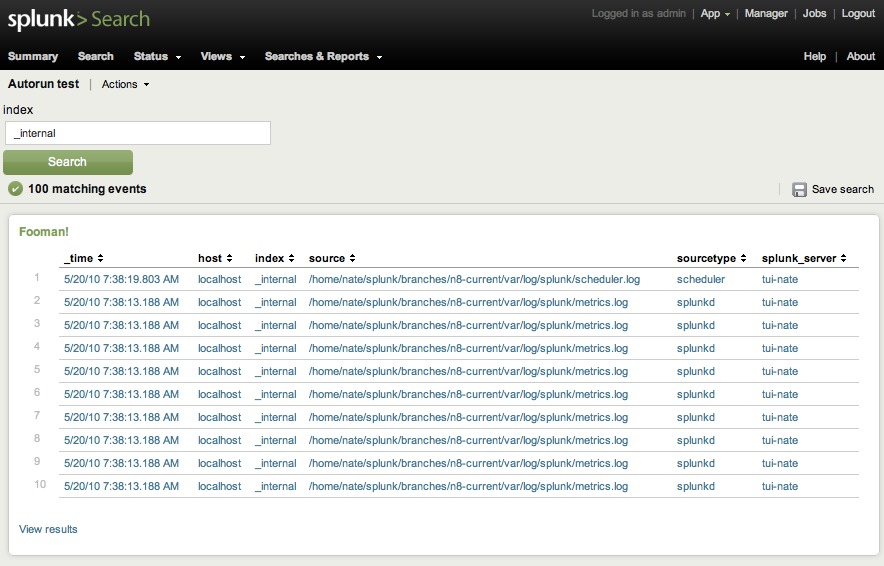 splunk> Search
Logged in as admin | App | Manager | Jobs | Logout
Summary Search Status Views Searches & Reports Help | About
Autorun test | Actions
index
_internal
Search
100 matching events | Save search
Fooman!
_time host index source sourcetype splunk_server
1 5/20/10 7:38:19.803 AM localhost _internal /home/nate/splunk/branches/n8-current/var/log/splunk/scheduler.log scheduler tui-nate
2 5/20/10 7:38:13.188 AM localhost _internal /home/nate/splunk/branches/n8-current/var/log/splunk/metrics.log splunkd tui-nate
3 5/20/10 7:38:13.188 AM localhost _internal /home/nate/splunk/branches/n8-current/var/log/splunk/metrics.log splunkd tui-nate
4 5/20/10 7:38:13.188 AM localhost _internal /home/nate/splunk/branches/n8-current/var/log/splunk/metrics.log splunkd tui-nate
5 5/20/10 7:38:13.188 AM localhost _internal /home/nate/splunk/branches/n8-current/var/log/splunk/metrics.log splunkd tui-nate
6 5/20/10 7:38:13.188 AM localhost _internal /home/nate/splunk/branches/n8-current/var/log/splunk/metrics.log splunkd tui-nate
7 5/20/10 7:38:13.188 AM localhost _internal /home/nate/splunk/branches/n8-current/var/log/splunk/metrics.log splunkd tui-nate
8 5/20/10 7:38:13.188 AM localhost _internal /home/nate/splunk/branches/n8-current/var/log/splunk/metrics.log splunkd tui-nate
9 5/20/10 7:38:13.188 AM localhost _internal /home/nate/splunk/branches/n8-current/var/log/splunk/metrics.log splunkd tui-nate
10 5/20/10 7:38:13.188 AM localhost _internal /home/nate/splunk/branches/n8-current/var/log/splunk/metrics.log splunkd tui-nate
View results